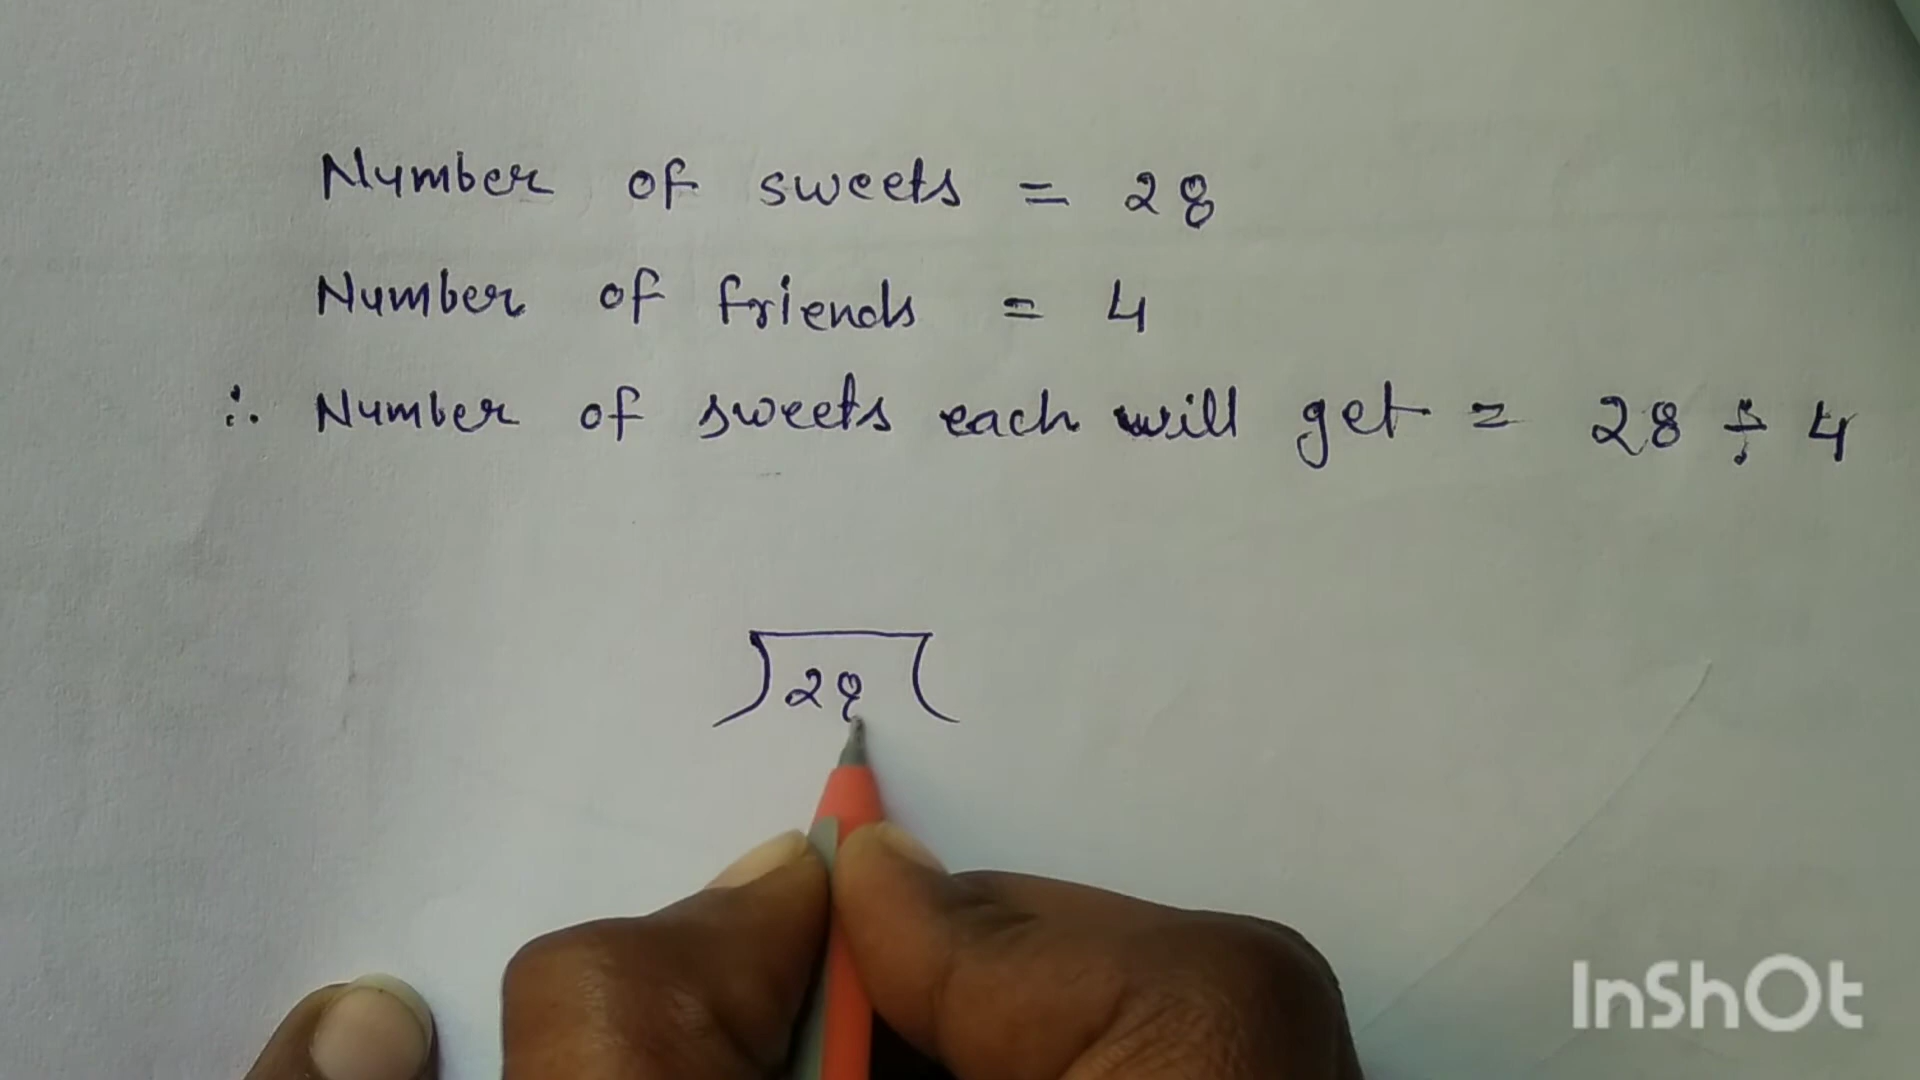 Number of sweets = 28
Number of friends = 4
∴ Number of sweets each will get = 28 ÷ 4
28
InShOt